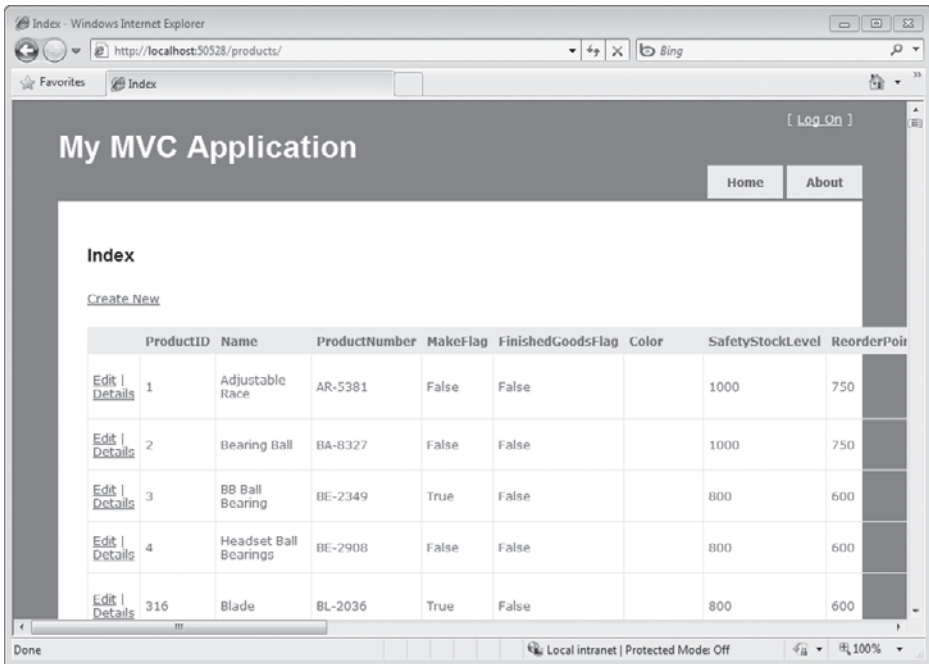 Index - Windows Internet Explorer
http://localhost:50528/products/
Bing
Favorites
Index
[ Log On ]
My MVC Application
Home
About
Index
Create New
ProductID Name ProductNumber MakeFlag FinishedGoodsFlag Color SafetyStockLevel ReorderPoin
Edit | Details 1 Adjustable Race AR-5381 False False 1000 750
Edit | Details 2 Bearing Ball BA-8327 False False 1000 750
Edit | Details 3 BB Ball Bearing BE-2349 True False 800 600
Edit | Details 4 Headset Ball Bearings BE-2908 False False 800 600
Edit | Details 316 Blade BL-2036 True False 800 600
Done
Local intranet | Protected Mode: Off
100%